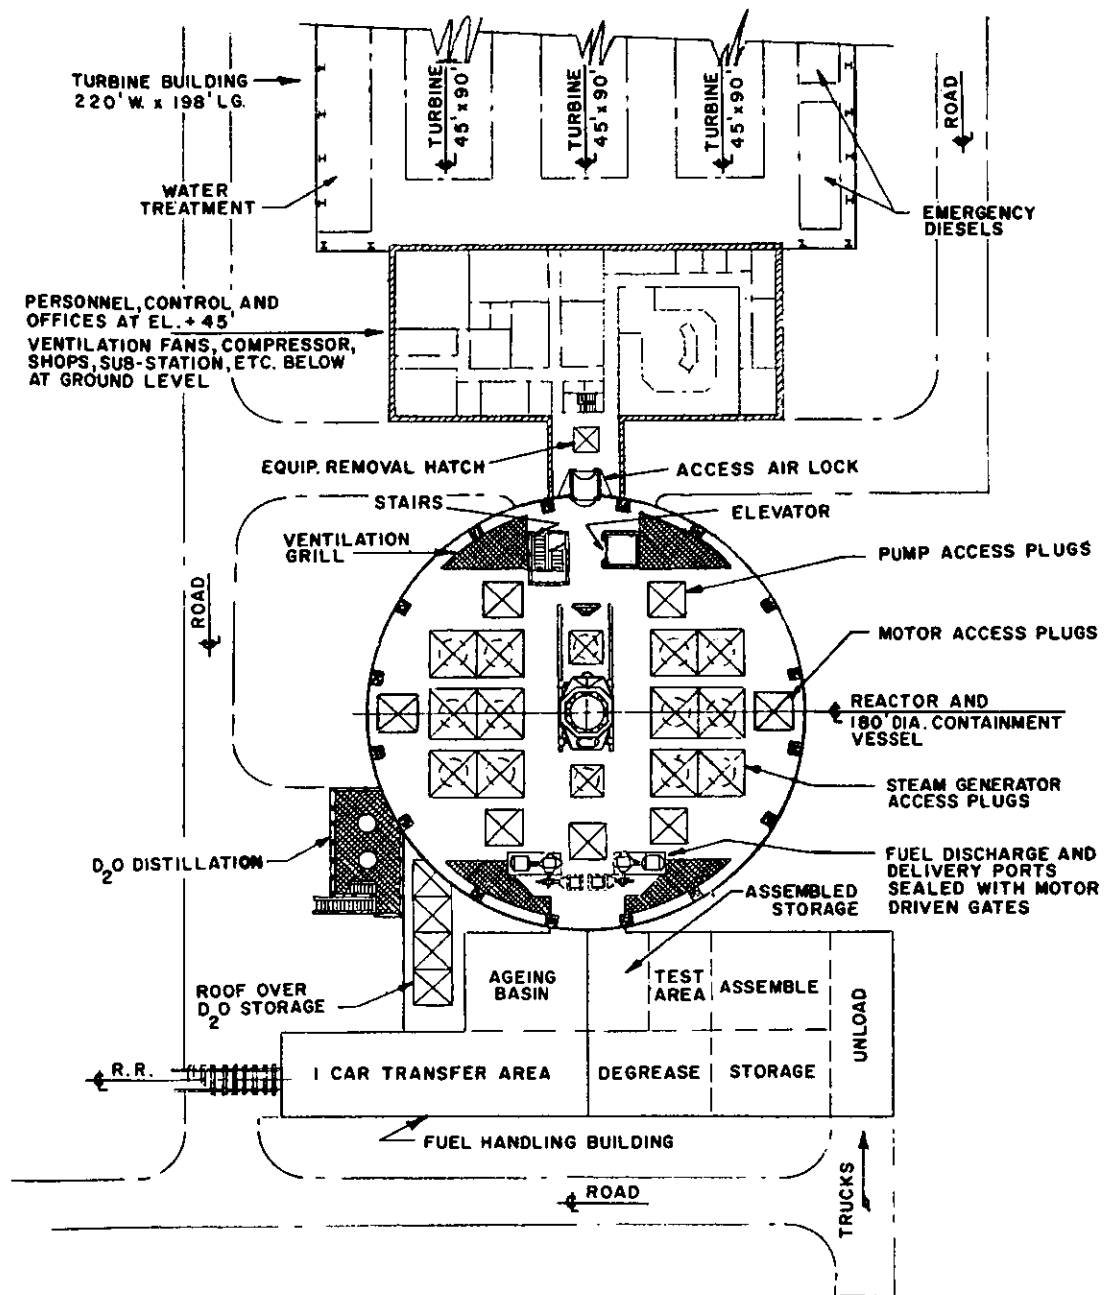 TURBINE BUILDING
220' W. x 198' LG.
TURBINE
45' x 90'
TURBINE
45' x 90'
TURBINE
45' x 90'
ROAD
WATER
TREATMENT
EMERGENCY
DIESELS
PERSONNEL, CONTROL AND
OFFICES AT EL. + 45'
VENTILATION FANS, COMPRESSOR,
SHOPS, SUB-STATION, ETC. BELOW
AT GROUND LEVEL
EQUIP. REMOVAL HATCH
ACCESS AIR LOCK
STAIRS
ELEVATOR
VENTILATION
GRILL
PUMP ACCESS PLUGS
ROAD
MOTOR ACCESS PLUGS
REACTOR AND
180' DIA. CONTAINMENT
VESSEL
STEAM GENERATOR
ACCESS PLUGS
D2O DISTILLATION
FUEL DISCHARGE AND
DELIVERY PORTS
SEALED WITH MOTOR
DRIVEN GATES
ASSEMBLED
STORAGE
ROOF OVER
D2O STORAGE
AGEING
BASIN
TEST
AREA
ASSEMBLE
UNLOAD
R.R.
1 CAR TRANSFER AREA
DEGREASE
STORAGE
FUEL HANDLING BUILDING
ROAD
TRUCKS